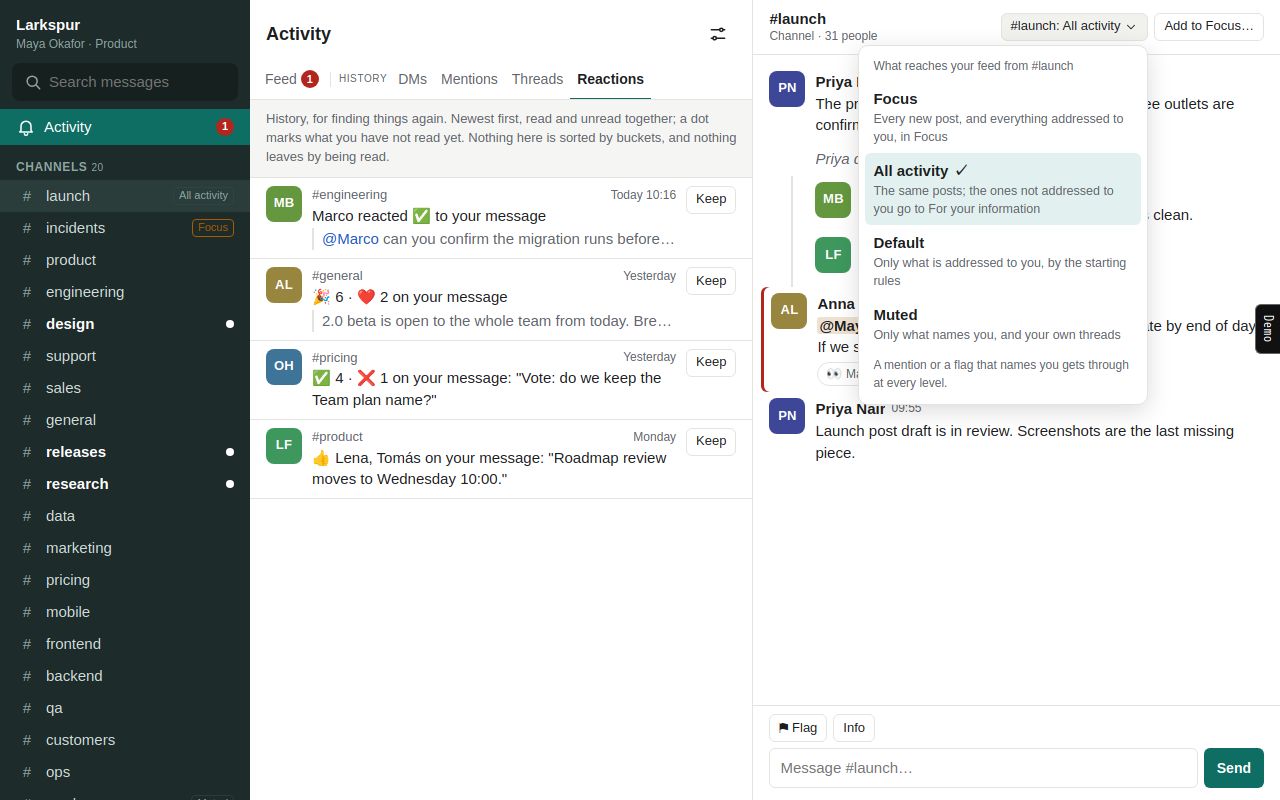 Larkspur
Maya Okafor · Product
Search messages
Activity
1
CHANNELS 20
# launch
All activity
# incidents
Focus
# product
# engineering
# design
# support
# sales
# general
# releases
# research
# data
# marketing
# pricing
# mobile
# frontend
# backend
# qa
# customers
# ops
Activity
Feed 1
HISTORY
DMs
Mentions
Threads
Reactions
History, for finding things again. Newest first, read and unread together; a dot
marks what you have not read yet. Nothing here is sorted by buckets, and nothing
leaves by being read.
MB
#engineering
Today 10:16
Keep
Marco reacted ✅ to your message
@Marco can you confirm the migration runs before…
AL
#general
Yesterday
Keep
🎉 6 · ❤️ 2 on your message
2.0 beta is open to the whole team from today. Bre…
OH
#pricing
Yesterday
Keep
✅ 4 · ❌ 1 on your message: "Vote: do we keep the
Team plan name?"
LF
#product
Monday
Keep
👍 Lena, Tomás on your message: "Roadmap review
moves to Wednesday 10:00."
#launch
Channel · 31 people
#launch: All activity
Add to Focus…
What reaches your feed from #launch
Focus
Every new post, and everything addressed to
you, in Focus
All activity ✓
The same posts; the ones not addressed to
you go to For your information
Default
Only what is addressed to you, by the starting
rules
Muted
Only what names you, and your own threads
A mention or a flag that names you gets through
at every level.
PN
Priya
The
outlets are
Priya
MB
clean.
LF
AL
Anna
by end of day
If we
👀
PN
Priya Nair 09:55
Launch post draft is in review. Screenshots are the last missing
piece.
Demo
Flag
Info
Message #launch…
Send